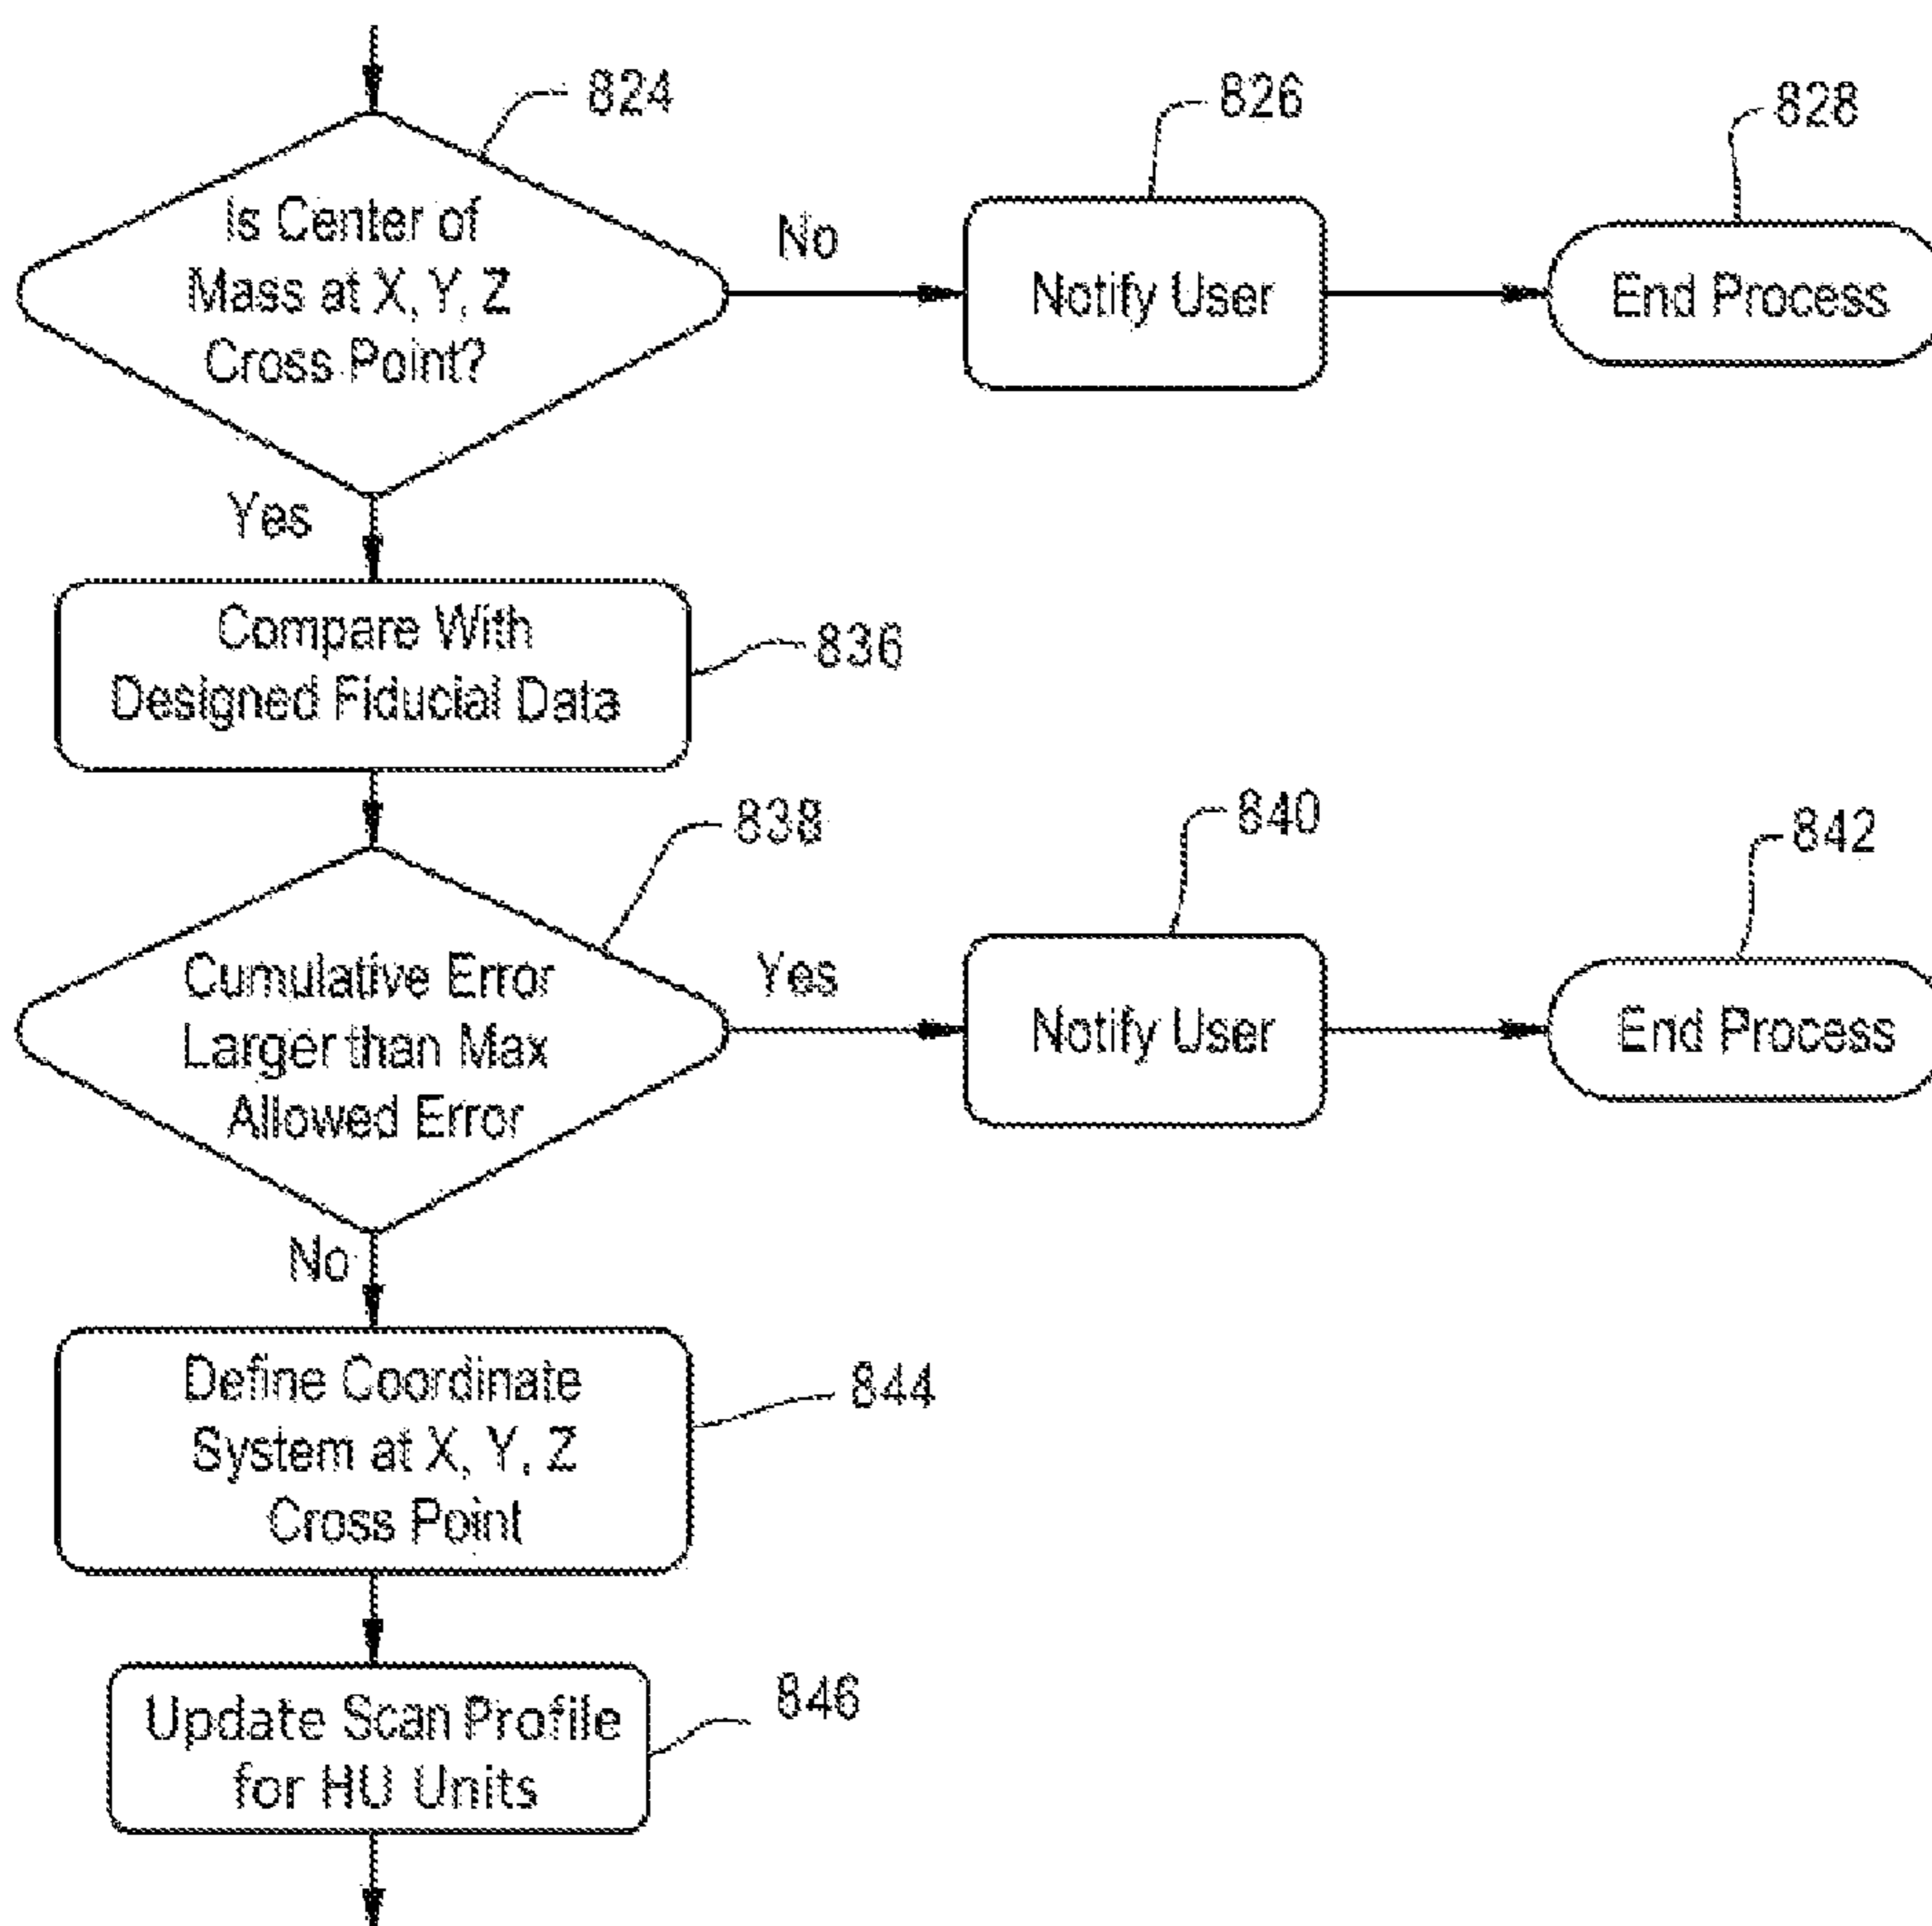 824
Is Center of
Mass at X, Y, Z
Cross Point?
No
826
Notify User
828
End Process
Yes
Compare With
Designed Fiducial Data
836
838
Cumulative Error
Larger than Max
Allowed Error
Yes
840
Notify User
842
End Process
No
Define Coordinate
System at X, Y, Z
Cross Point
844
Update Scan Profile
for HU Units
846